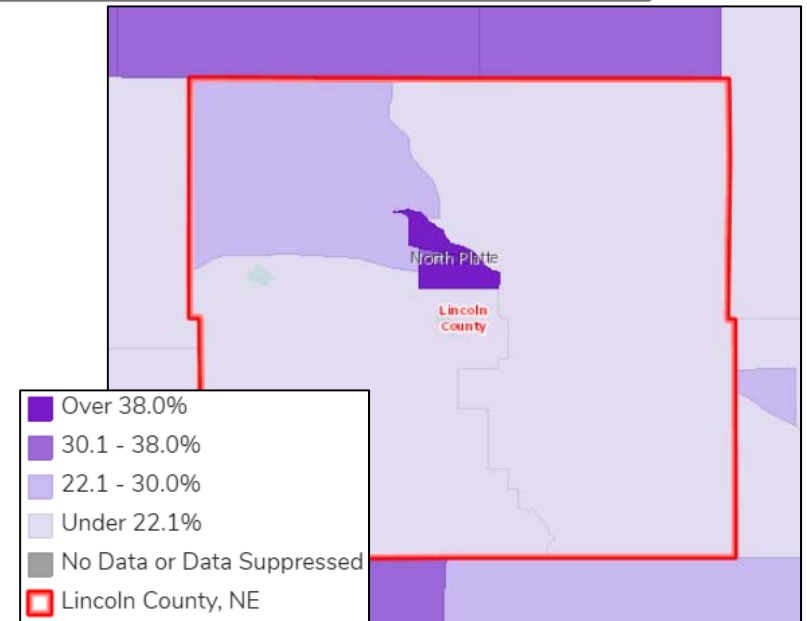 North Platte
Lincoln
County
Over 38.0%
30.1 - 38.0%
22.1 - 30.0%
Under 22.1%
No Data or Data Suppressed
Lincoln County, NE